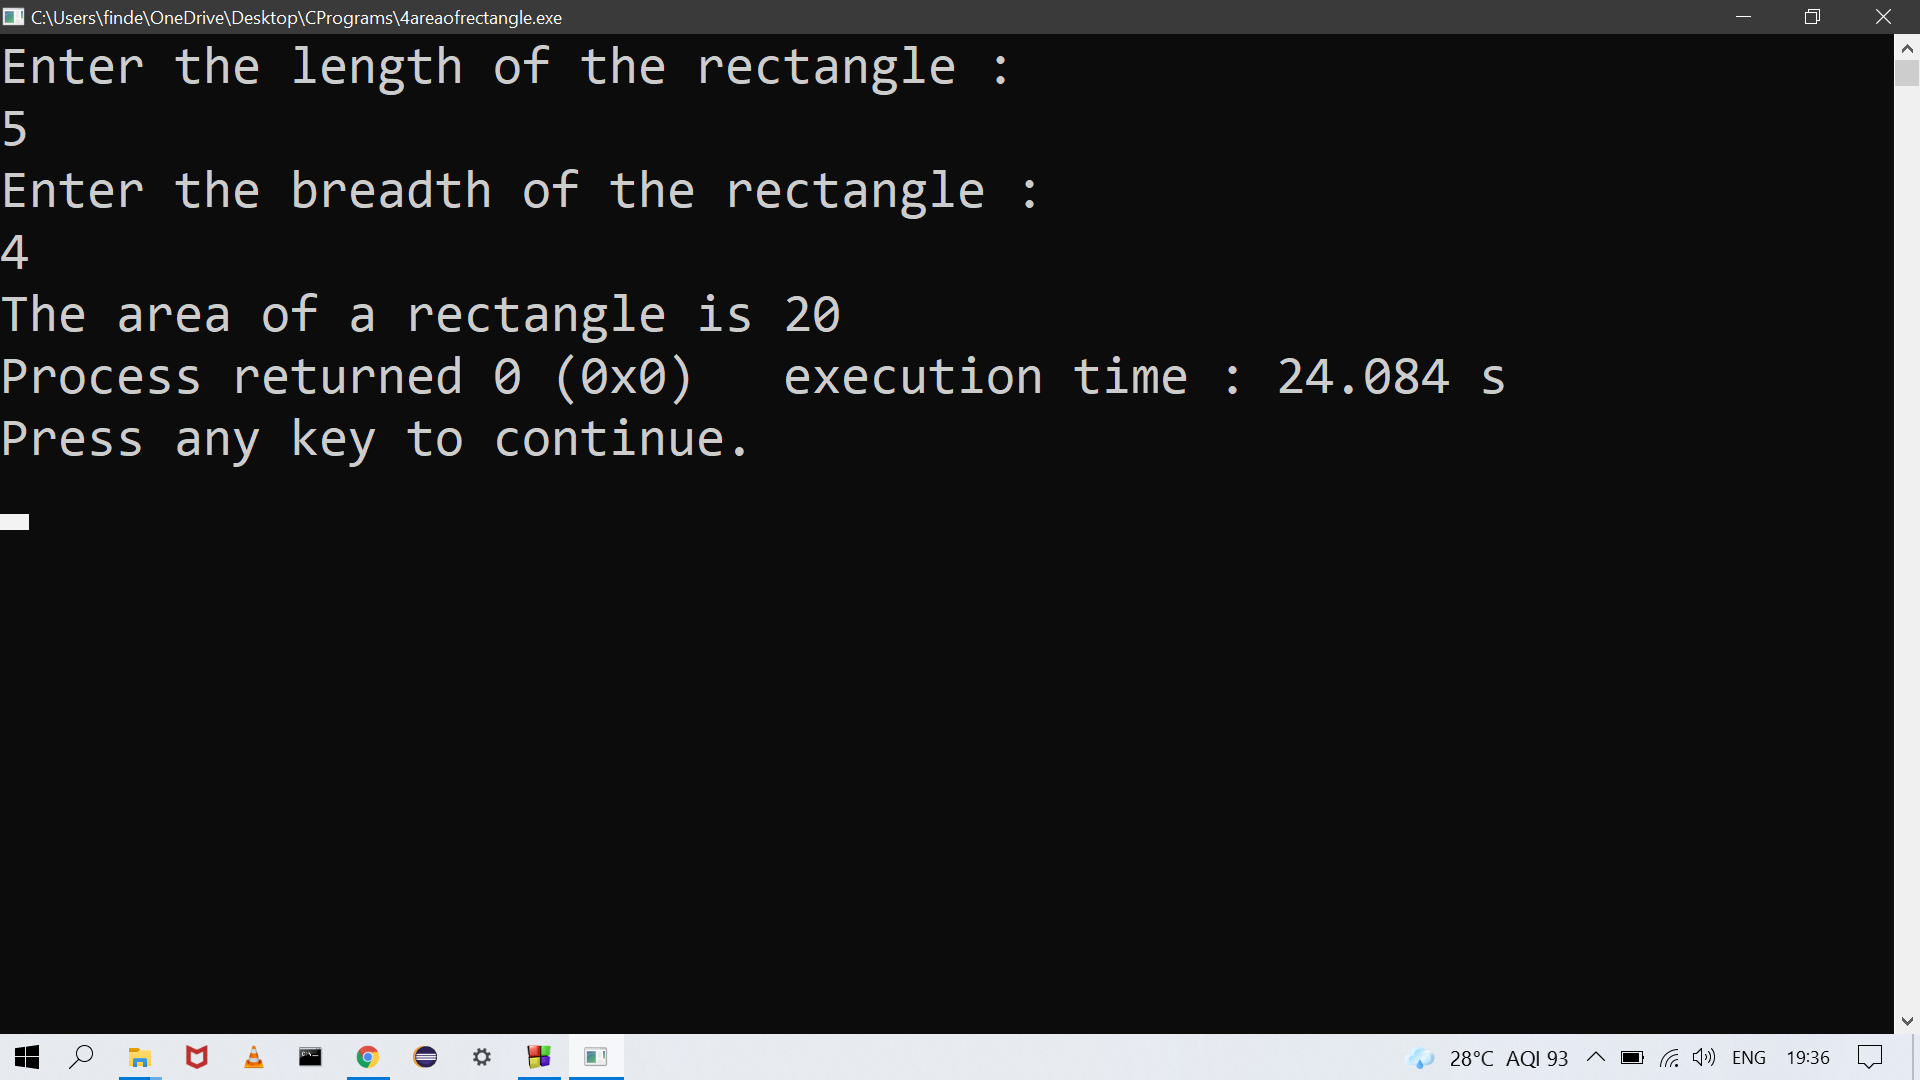 C:\Users\finde\OneDrive\Desktop\CPrograms\4areaofrectangle.exe
Enter the length of the rectangle :
5
Enter the breadth of the rectangle :
4
The area of a rectangle is 20
Process returned 0 (0x0)   execution time : 24.084 s
Press any key to continue.
28°C AQI 93 ENG 19:36